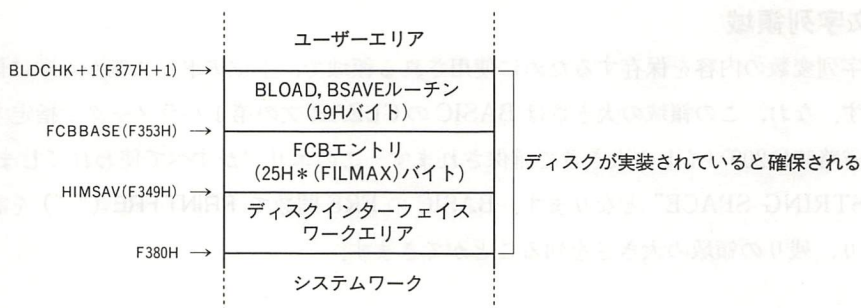 ユーザーエリア
BLDCHK+1(F377H+1) →
BLOAD, BSAVEルーチン
(19Hバイト)
FCBBASE(F353H) →
FCBエントリ
(25H*(FILMAX)バイト)
ディスクが実装されていると確保される
HIMSAV(F349H) →
ディスクインターフェイス
ワークエリア
F380H →
システムワーク